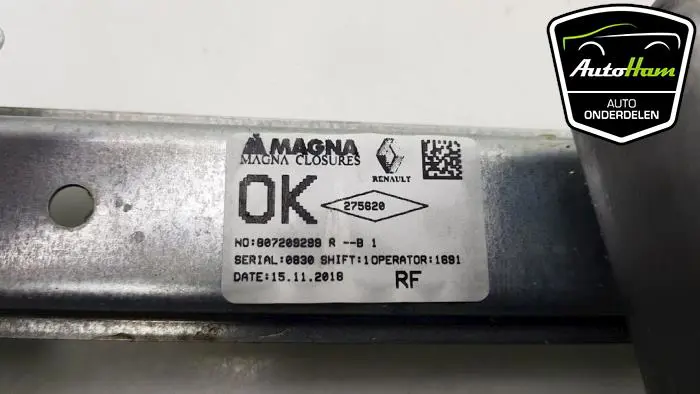 MAGNA
MAGNA CLOSURES
RENAULT
OK
275620
NO:807209289 R --B 1
SERIAL:0830 SHIFT:1OPERATOR:1691
DATE:15.11.2018
RF
AutoHam
AUTO
ONDERDELEN